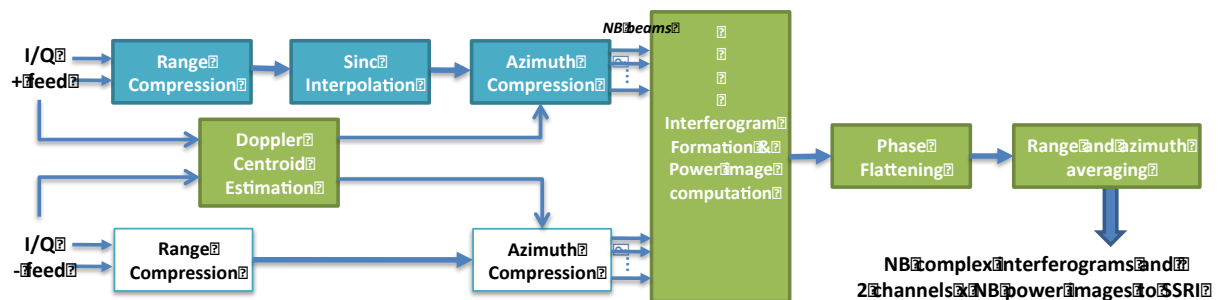 NB beams
I/Q
+ feed
Range
Compression
Sinc
Interpolation
Azimuth
Compression
Doppler
Centroid
Estimation
Interferogram
Formation &
Power image
computation
Phase
Flattening
Range and azimuth
averaging
I/Q
- feed
Range
Compression
Azimuth
Compression
NB complex interferograms and
2 channels x NB power images to SSRI